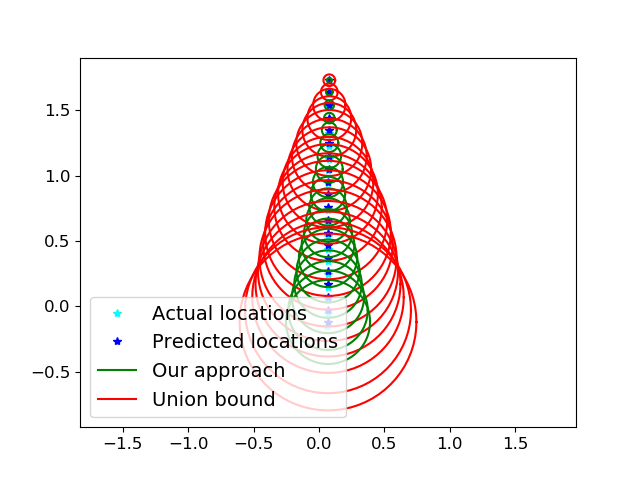 1.5
1.0
0.5
0.0
−0.5
Actual locations
Predicted locations
Our approach
Union bound
−1.5 −1.0 −0.5 0.0 0.5 1.0 1.5